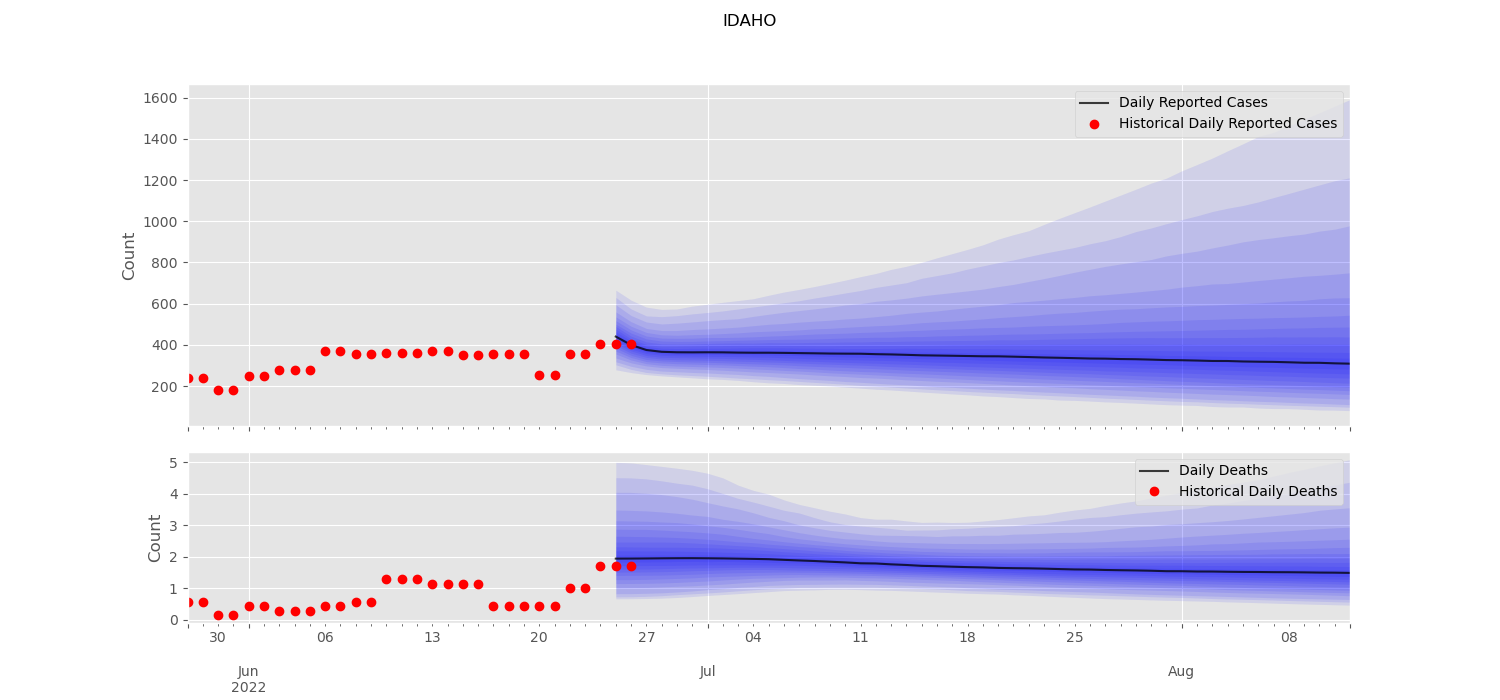 IDAHO
1600
1400
1200
1000
800
600
400
200
Count
Daily Reported Cases
Historical Daily Reported Cases
5
4
3
2
1
0
Count
Daily Deaths
Historical Daily Deaths
30 06 13 20 27 04 11 18 25 08
Jun Jul Aug
2022